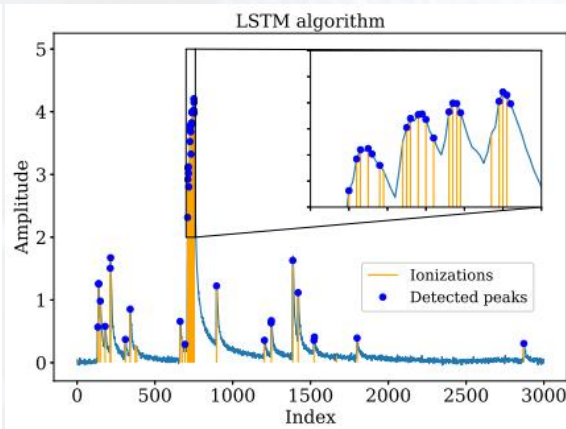 LSTM algorithm
5
4
3
2
1
0
Amplitude
Ionizations
Detected peaks
0 500 1000 1500 2000 2500 3000
Index